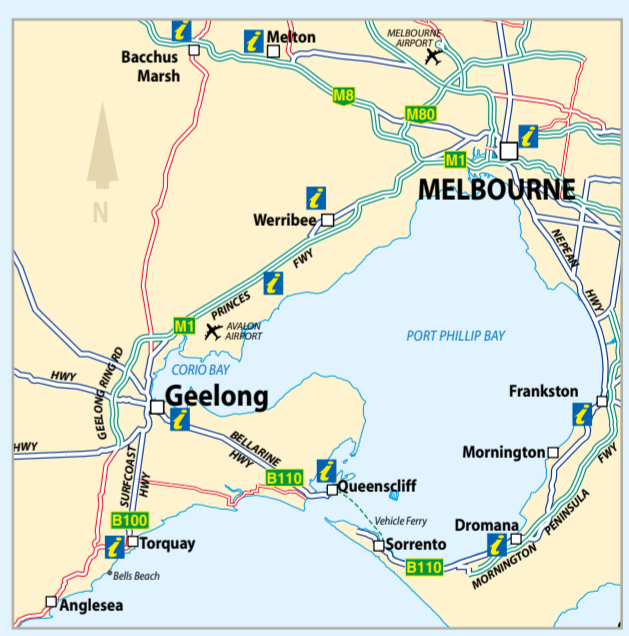 i
i
Melton
MELBOURNE
AIRPORT
Bacchus
Marsh
M8
M80
i
M1
MELBOURNE
N
i
Werribee
NEPEAN
HWY
FWY
i
PRINCES
M1
AVALON
AIRPORT
PORT PHILLIP BAY
CORIO BAY
GEELONG RING RD
HWY
Geelong
i
Frankston
i
HWY
BELLARINE
HWY
Mornington
FWY
SURFCOAST
HWY
B110
i
Queenscliff
PENINSULA
B100
Vehicle Ferry
Dromana
i
Torquay
Sorrento
i
B110
MORNINGTON
Bells Beach
Anglesea